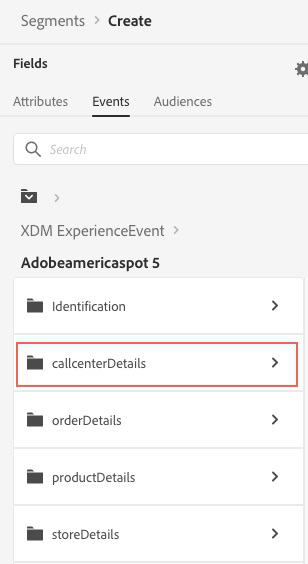 Segments > Create
Fields
Attributes Events Audiences
Search
XDM ExperienceEvent >
Adobeamericaspot 5
Identification
callcenterDetails
orderDetails
productDetails
storeDetails